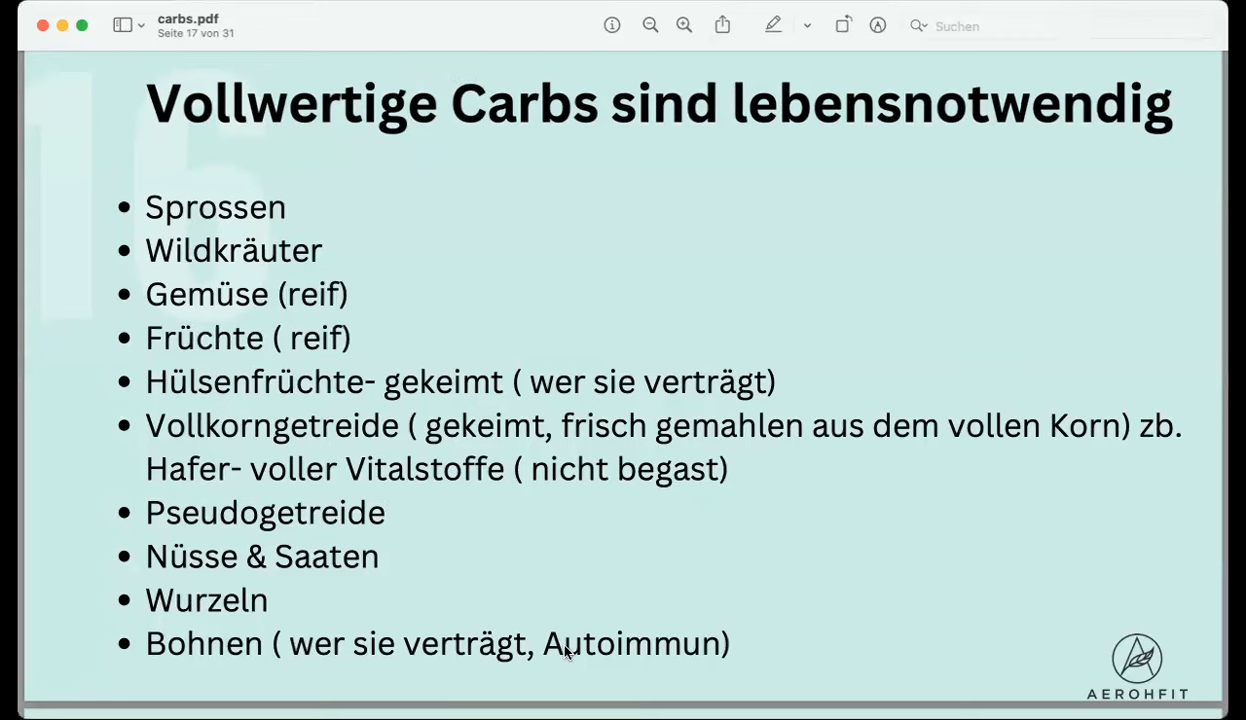 carbs.pdf
Seite 17 von 31
Suchen
16
Vollwertige Carbs sind lebensnotwendig
• Sprossen
• Wildkräuter
• Gemüse (reif)
• Früchte ( reif)
• Hülsenfrüchte- gekeimt ( wer sie verträgt)
• Vollkorngetreide ( gekeimt, frisch gemahlen aus dem vollen Korn) zb.
Hafer- voller Vitalstoffe ( nicht begast)
• Pseudogetreide
• Nüsse & Saaten
• Wurzeln
• Bohnen ( wer sie verträgt, Autoimmun)
AEROHFIT